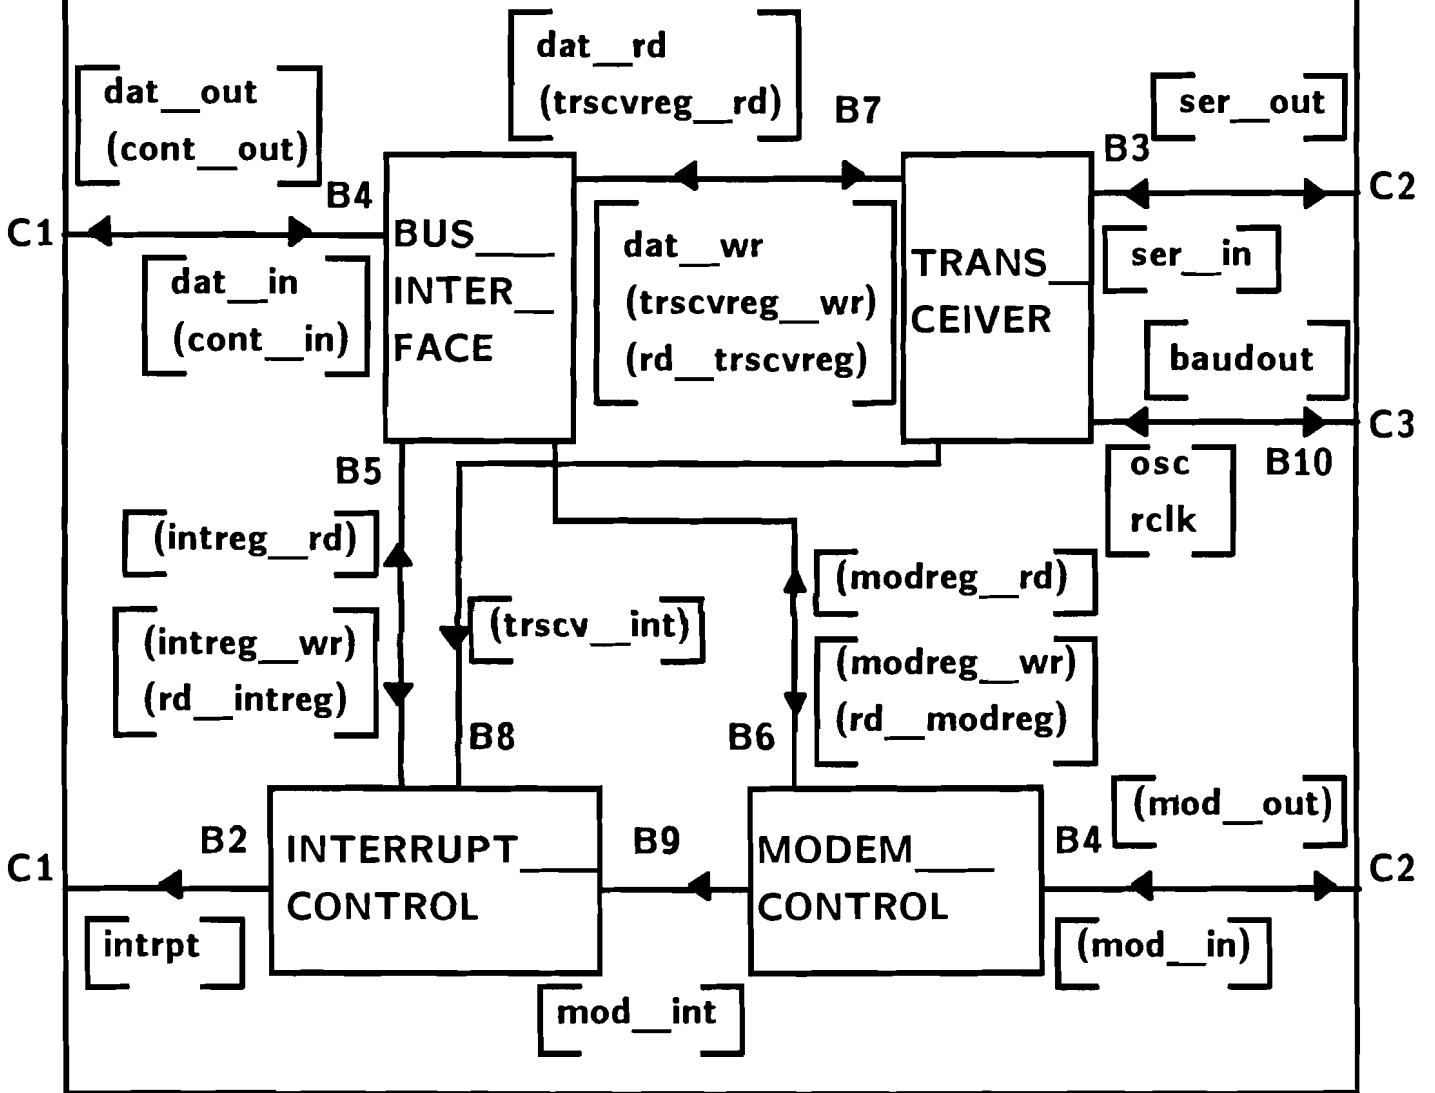 dat__rd
(trscvreg__rd)
B7
dat__out
(cont__out)
ser__out
B3
B4
C1
C2
BUS__
INTER__
FACE
dat__in
(cont__in)
dat__wr
(trscvreg__wr)
(rd__trscvreg)
TRANS__
CEIVER
ser__in
baudout
C3
B10
osc
rclk
B5
(intreg__rd)
(intreg__wr)
(rd__intreg)
(trscv__int)
(modreg__rd)
(modreg__wr)
(rd__modreg)
B8
B6
(mod__out)
B2
B9
B4
C1
C2
INTERRUPT__
CONTROL
MODEM__
CONTROL
intrpt
(mod__in)
mod__int